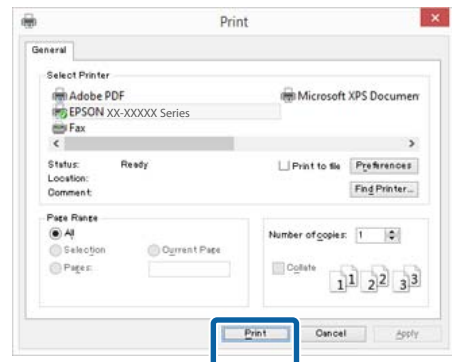 Print
General
Select Printer
Adobe PDF
Microsoft XPS Documen
EPSON XX-XXXXX Series
Fax
Status: Ready
Print to file
Preferences
Location:
Comment:
Find Printer...
Page Range
All
Selection
Current Page
Pages:
Number of copies: 1
Collate
1 1 2 2 3 3
Print
Cancel
Apply